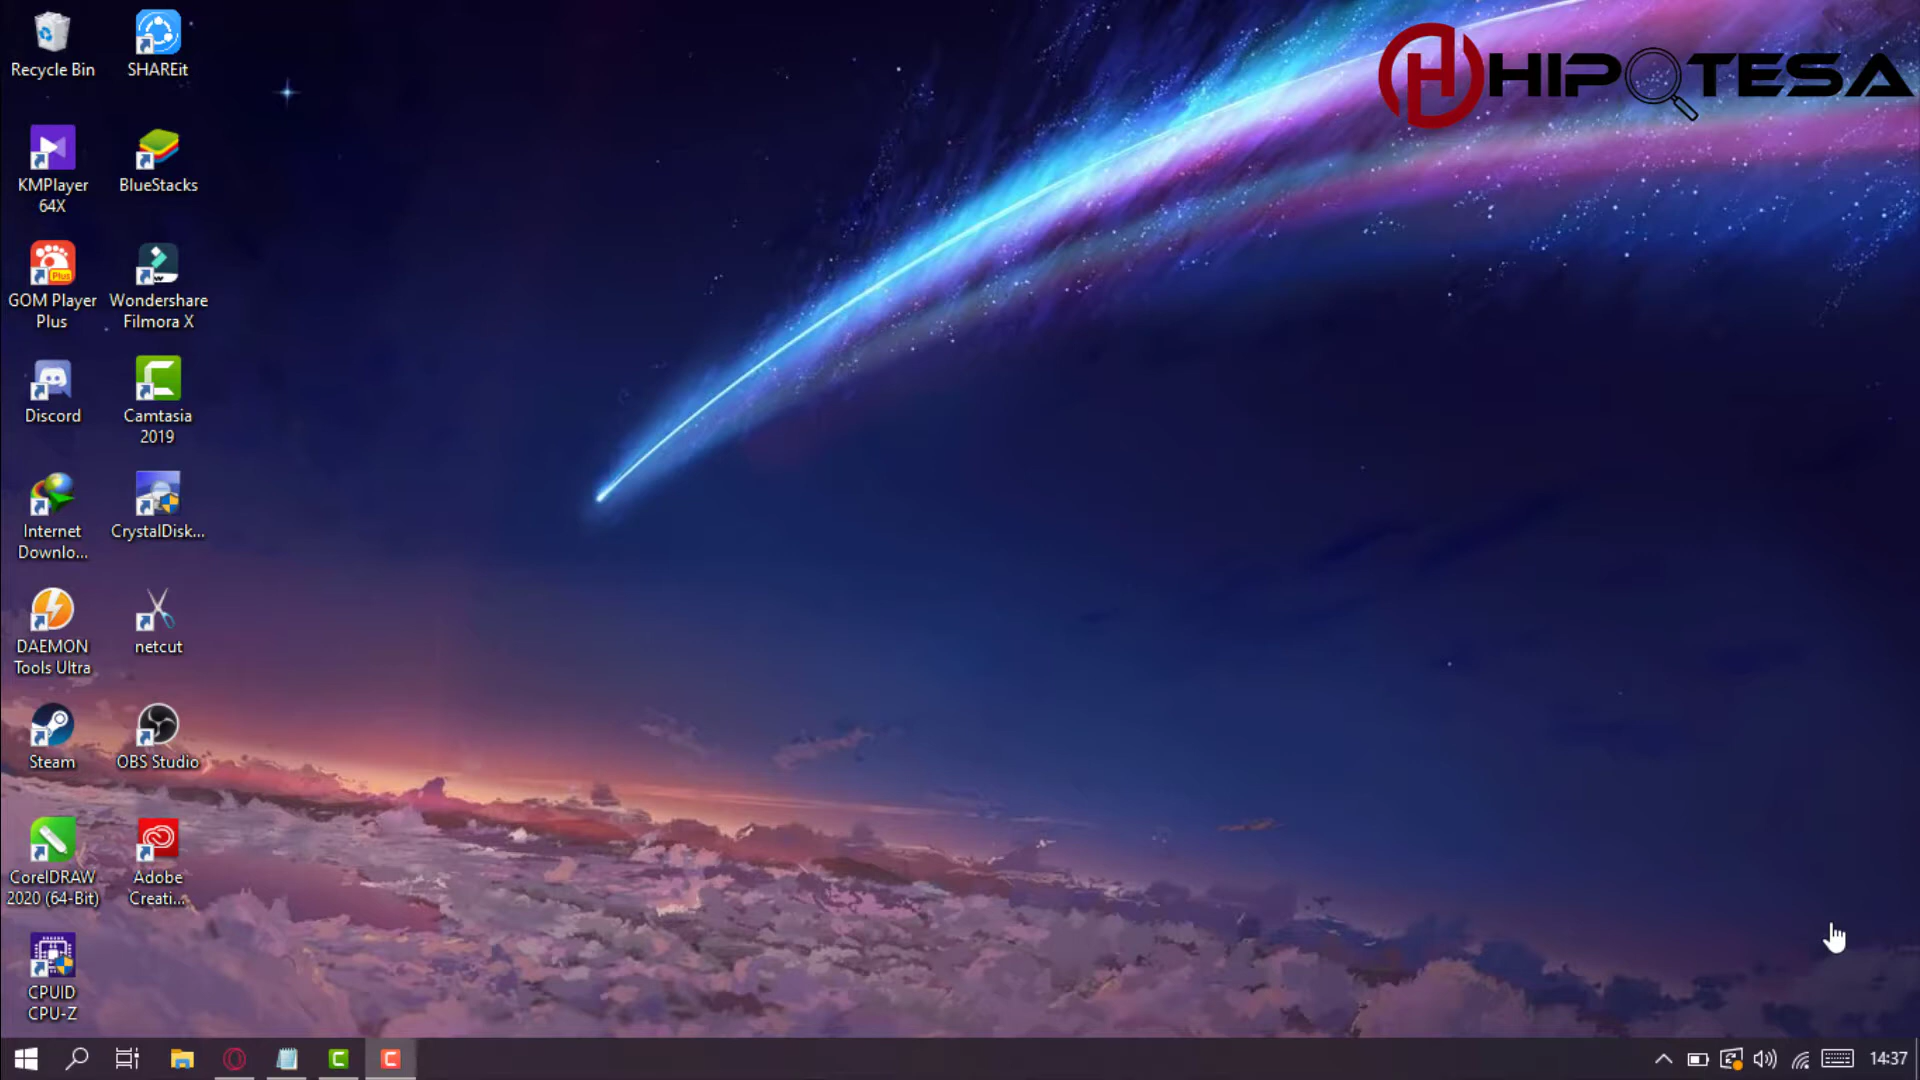 HIPOTESA
Recycle Bin
SHAREit
KMPlayer
64X
BlueStacks
GOM Player
Plus
Wondershare
Filmora X
Discord
Camtasia
2019
Internet
Downlo...
CrystalDisk...
DAEMON
Tools Ultra
netcut
Steam
OBS Studio
CorelDRAW
2020 (64-Bit)
Adobe
Creati...
CPUID
CPU-Z
14:37